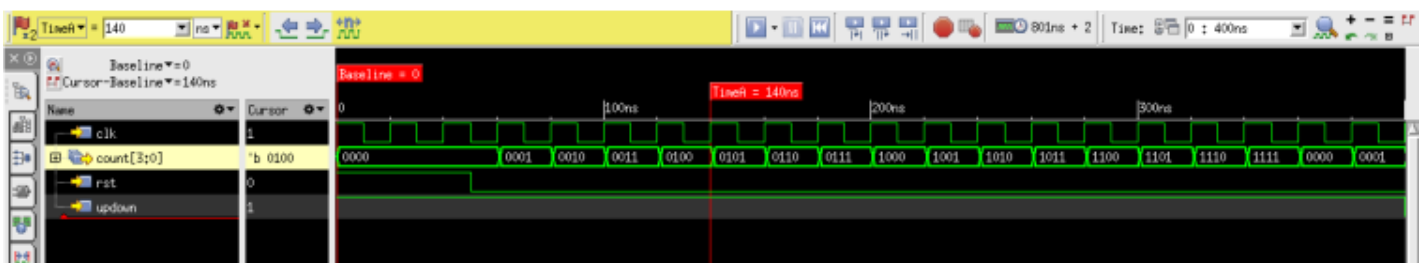 TimeA = 140 ns 801ns + 2 Time: 0 : 400ns
x2
Baseline=0
Cursor-Baseline=140ns
Baseline = 0
TimeA = 140ns
Name Cursor 0 100ns 200ns 300ns
clk 1
count[3:0] 'b 0100 0000 0001 0010 0011 0100 0101 0110 0111 1000 1001 1010 1011 1100 1101 1110 1111 0000 0001
rst 0
updown 1